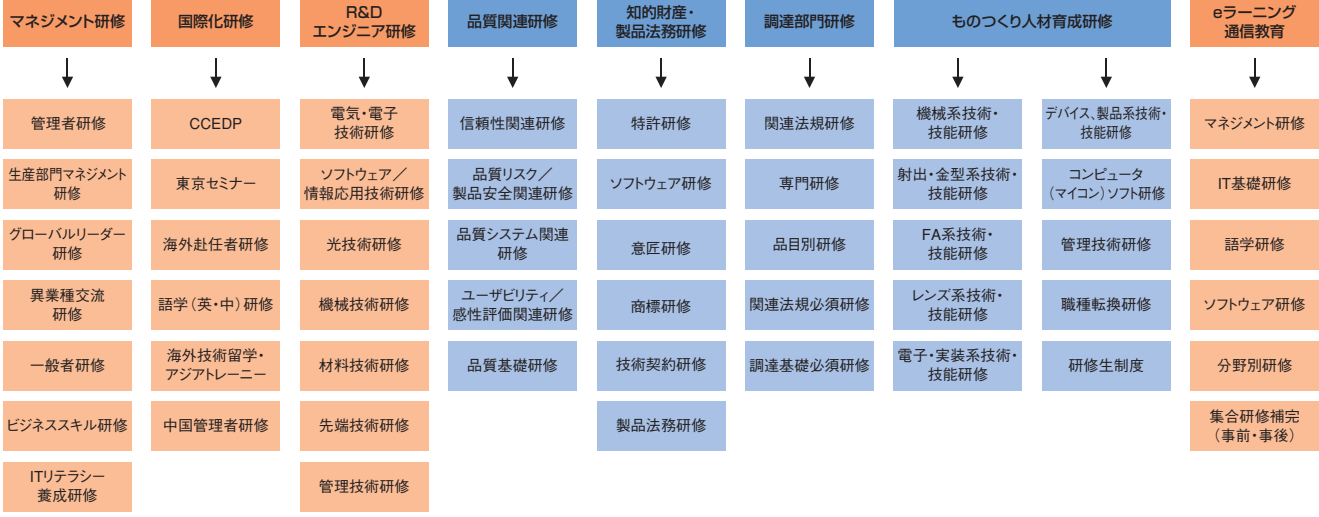 マネジメント研修
国際化研修
R&D
エンジニア研修
品質関連研修
知的財産・
製品法務研修
調達部門研修
ものつくり人材育成研修
eラーニング
通信教育
管理者研修
生産部門マネジメント
研修
グローバルリーダー
研修
異業種交流
研修
一般者研修
ビジネススキル研修
ITリテラシー
養成研修
CCEDP
東京セミナー
海外赴任者研修
語学（英・中）研修
海外技術留学・
アジアトレーニー
中国管理者研修
電気・電子
技術研修
ソフトウェア／
情報応用技術研修
光技術研修
機械技術研修
材料技術研修
先端技術研修
管理技術研修
信頼性関連研修
品質リスク／
製品安全関連研修
品質システム関連
研修
ユーザビリティ／
感性評価関連研修
品質基礎研修
特許研修
ソフトウェア研修
意匠研修
商標研修
技術契約研修
製品法務研修
関連法規研修
専門研修
品目別研修
関連法規必須研修
調達基礎必須研修
機械系技術・
技能研修
射出・金型系技術・
技能研修
FA系技術・
技能研修
レンズ系技術・
技能研修
電子・実装系技術・
技能研修
デバイス、製品系技術・
技能研修
コンピュータ
（マイコン）ソフト研修
管理技術研修
職種転換研修
研修生制度
マネジメント研修
IT基礎研修
語学研修
ソフトウェア研修
分野別研修
集合研修補完
（事前・事後）